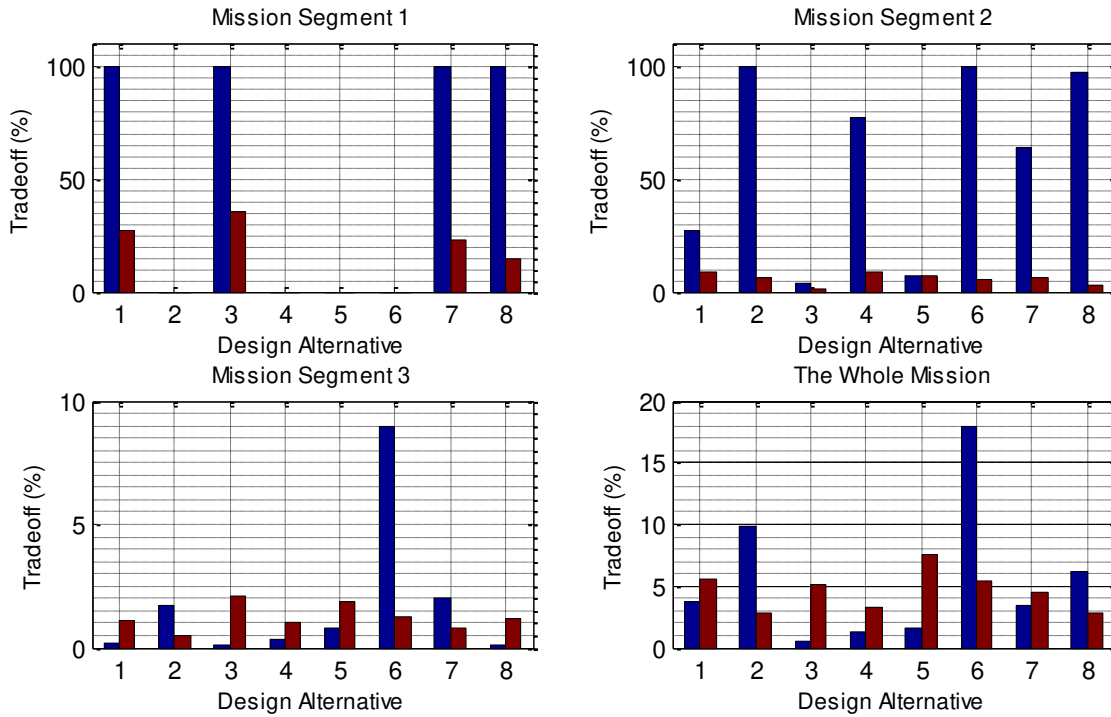 Mission Segment 1
Tradeoff (%)
100
50
0
1 2 3 4 5 6 7 8
Design Alternative
Mission Segment 2
Tradeoff (%)
100
50
0
1 2 3 4 5 6 7 8
Design Alternative
Mission Segment 3
Tradeoff (%)
10
5
0
1 2 3 4 5 6 7 8
Design Alternative
The Whole Mission
Tradeoff (%)
20
15
10
5
0
1 2 3 4 5 6 7 8
Design Alternative